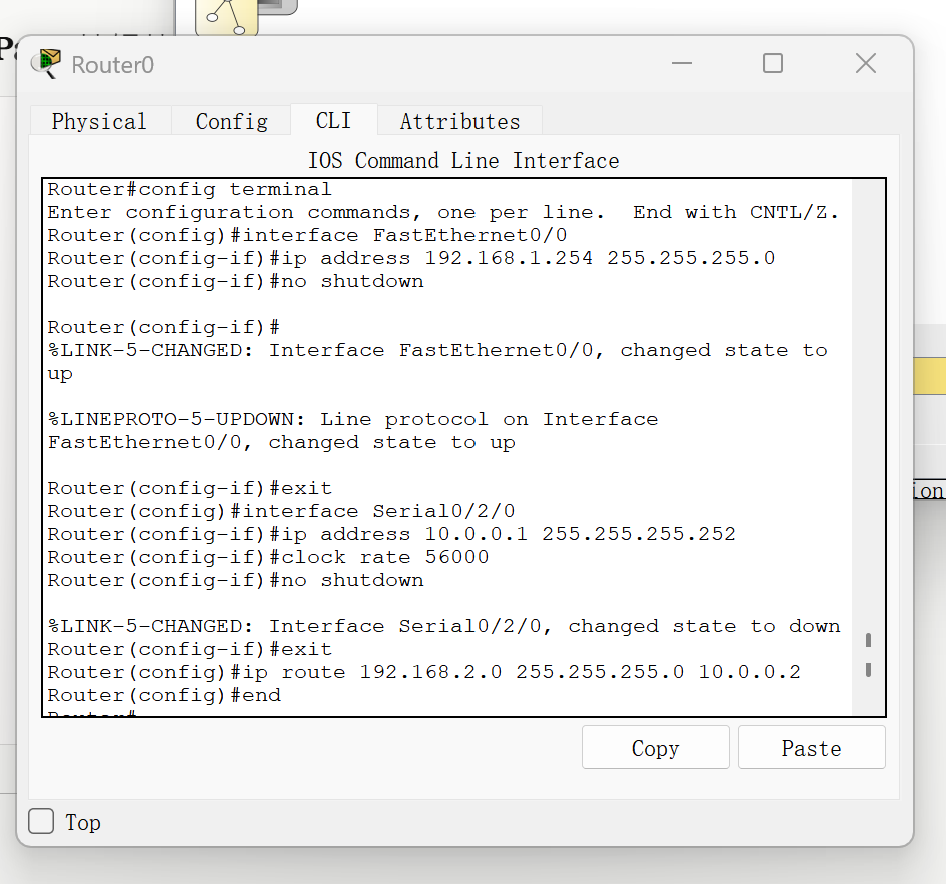 Router0
Physical Config CLI Attributes
IOS Command Line Interface
Router#config terminal
Enter configuration commands, one per line.  End with CNTL/Z.
Router(config)#interface FastEthernet0/0
Router(config-if)#ip address 192.168.1.254 255.255.255.0
Router(config-if)#no shutdown
Router(config-if)#
%LINK-5-CHANGED: Interface FastEthernet0/0, changed state to
up
%LINEPROTO-5-UPDOWN: Line protocol on Interface
FastEthernet0/0, changed state to up
Router(config-if)#exit
Router(config)#interface Serial0/2/0
Router(config-if)#ip address 10.0.0.1 255.255.255.252
Router(config-if)#clock rate 56000
Router(config-if)#no shutdown
%LINK-5-CHANGED: Interface Serial0/2/0, changed state to down
Router(config-if)#exit
Router(config)#ip route 192.168.2.0 255.255.255.0 10.0.0.2
Router(config)#end
Copy Paste
Top